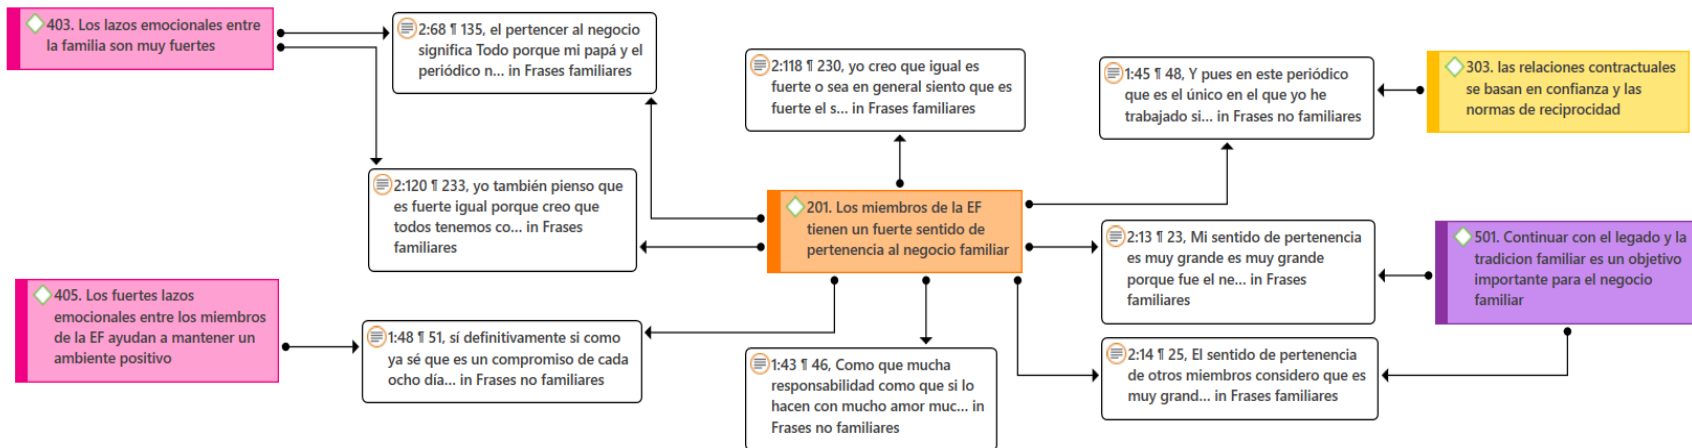 403. Los lazos emocionales entre
la familia son muy fuertes
2:68 ¶ 135, el pertencer al negocio
significa Todo porque mi papá y el
periódico n... in Frases familiares
2:118 ¶ 230, yo creo que igual es
fuerte o sea en general siento que es
fuerte el s... in Frases familiares
1:45 ¶ 48, Y pues en este periódico
que es el único en el que yo he
trabajado si... in Frases no familiares
303. las relaciones contractuales
se basan en confianza y las
normas de reciprocidad
2:120 ¶ 233, yo también pienso que
es fuerte igual porque creo que
todos tenemos co... in Frases
familiares
201. Los miembros de la EF
tienen un fuerte sentido de
pertenencia al negocio familiar
2:13 ¶ 23, Mi sentido de pertenencia
es muy grande es muy grande
porque fue el ne... in Frases
familiares
501. Continuar con el legado y la
tradicion familiar es un objetivo
importante para el negocio
familiar
405. Los fuertes lazos
emocionales entre los miembros
de la EF ayudan a mantener un
ambiente positivo
1:48 ¶ 51, sí definitivamente si como
ya sé que es un compromiso de cada
ocho día... in Frases no familiares
1:43 ¶ 46, Como que mucha
responsabilidad como que si lo
hacen con mucho amor muc... in
Frases no familiares
2:14 ¶ 25, El sentido de pertenencia
de otros miembros considero que es
muy grand... in Frases familiares